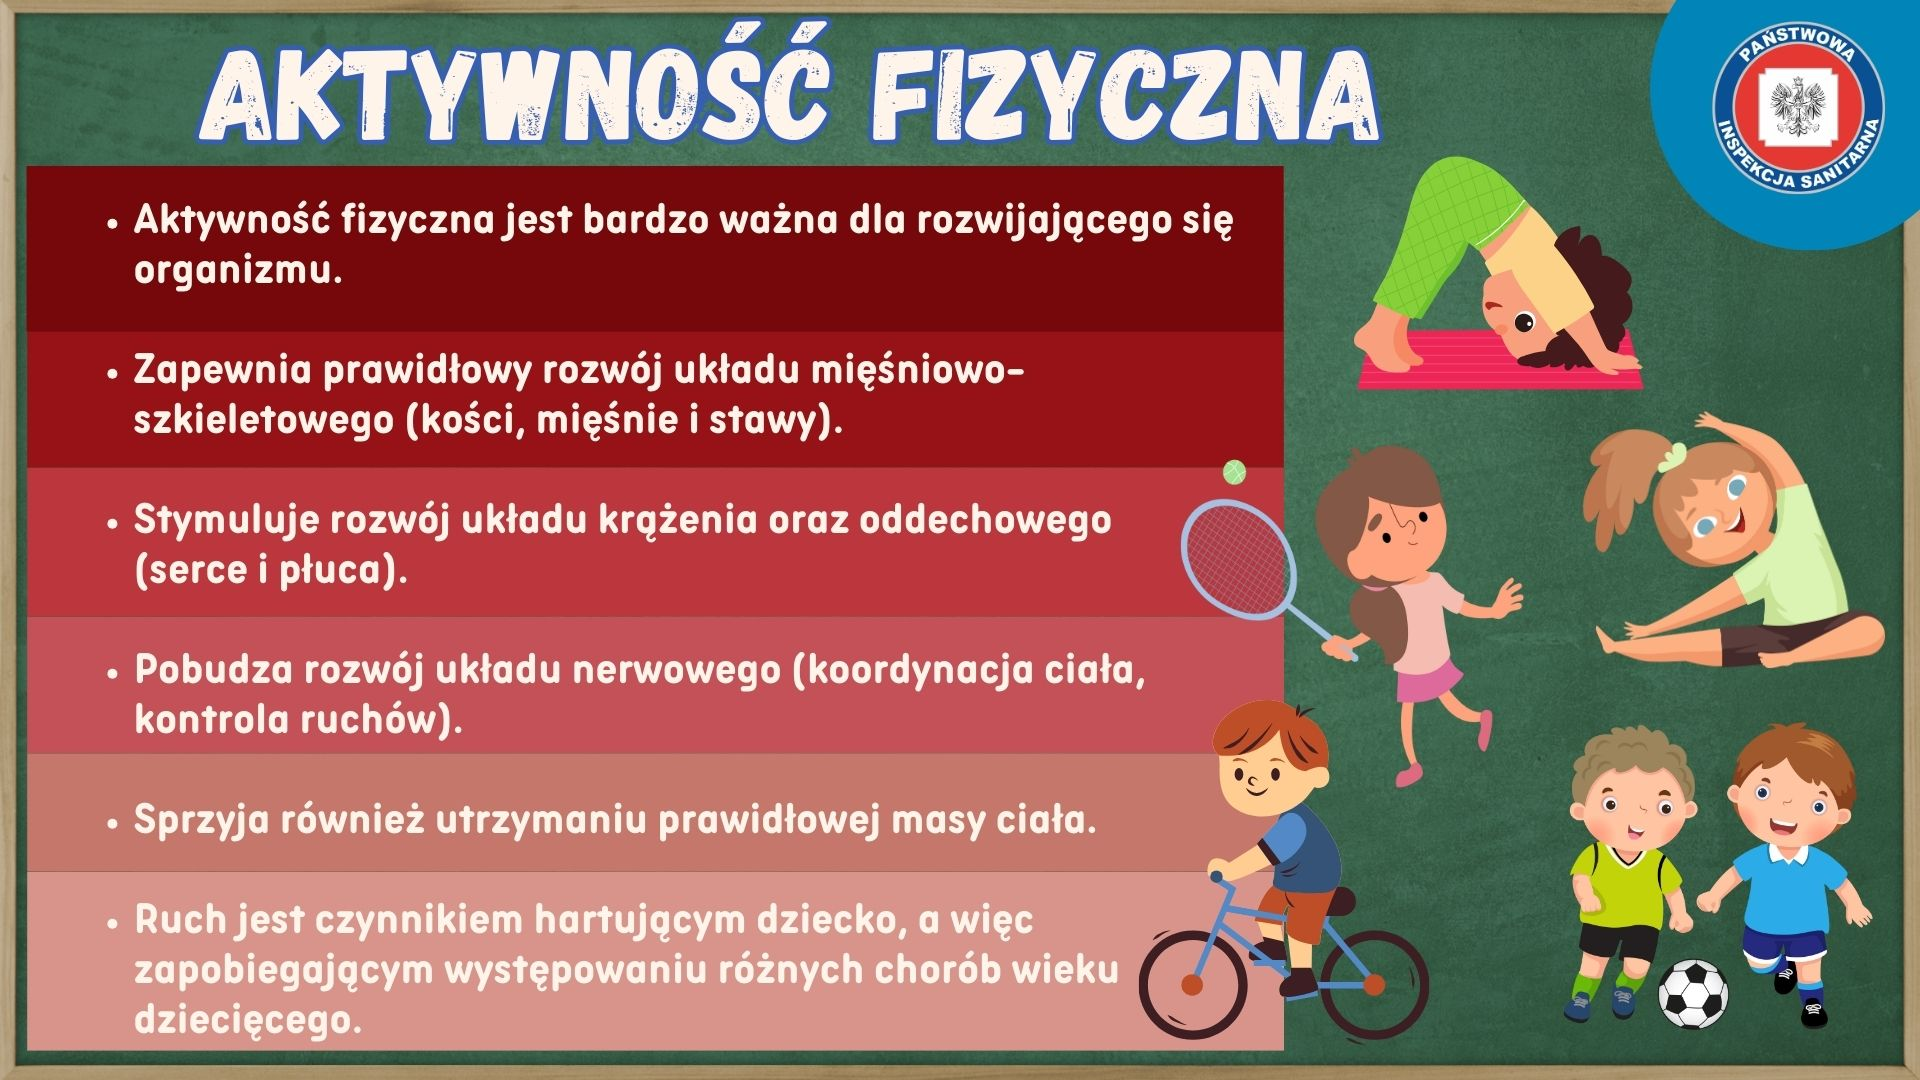 AKTYWNOŚĆ FIZYCZNA
PAŃSTWOWA
INSPEKCJA SANITARNA
• Aktywność fizyczna jest bardzo ważna dla rozwijającego się
organizmu.
• Zapewnia prawidłowy rozwój układu mięśniowo-
szkieletowego (kości, mięśnie i stawy).
• Stymuluje rozwój układu krążenia oraz oddechowego
(serce i płuca).
• Pobudza rozwój układu nerwowego (koordynacja ciała,
kontrola ruchów).
• Sprzyja również utrzymaniu prawidłowej masy ciała.
• Ruch jest czynnikiem hartującym dziecko, a więc
zapobiegającym występowaniu różnych chorób wieku
dziecięcego.